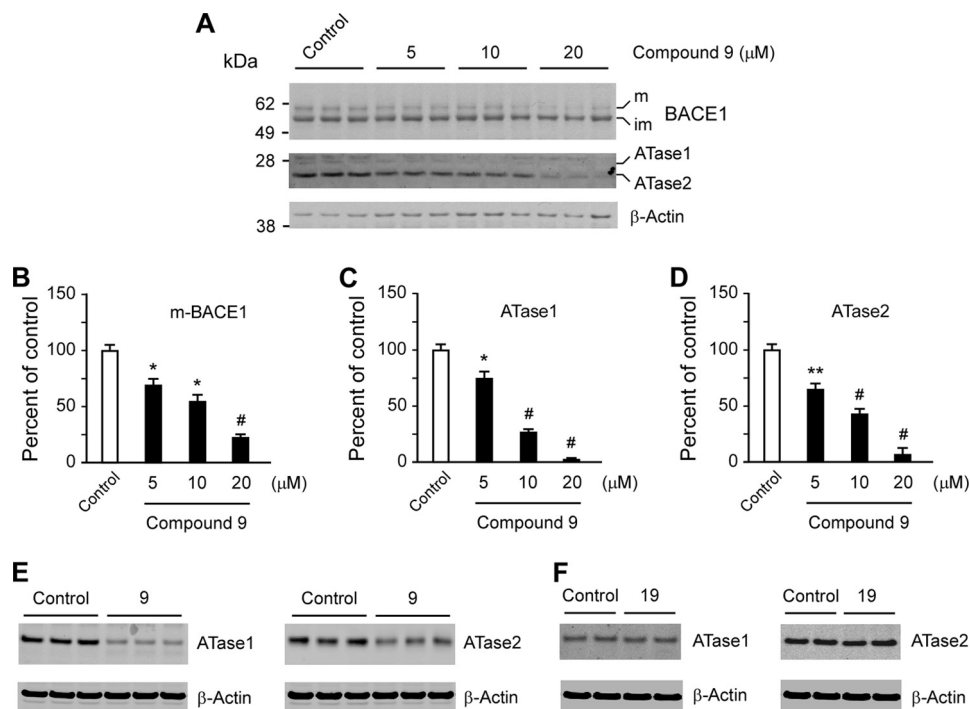 A
Control
5
10
20
Compound 9 (μM)
kDa
62
49
28
38
m
im
BACE1
ATase1
ATase2
β-Actin
B
m-BACE1
Percent of control
150
100
50
0
*
*
#
Control
5
10
20
(μM)
Compound 9
C
ATase1
Percent of control
150
100
50
0
*
#
#
Control
5
10
20
(μM)
Compound 9
D
ATase2
Percent of control
150
100
50
0
**
#
#
Control
5
10
20
(μM)
Compound 9
E
Control
9
ATase1
β-Actin
Control
9
ATase2
β-Actin
F
Control
19
ATase1
β-Actin
Control
19
ATase2
β-Actin